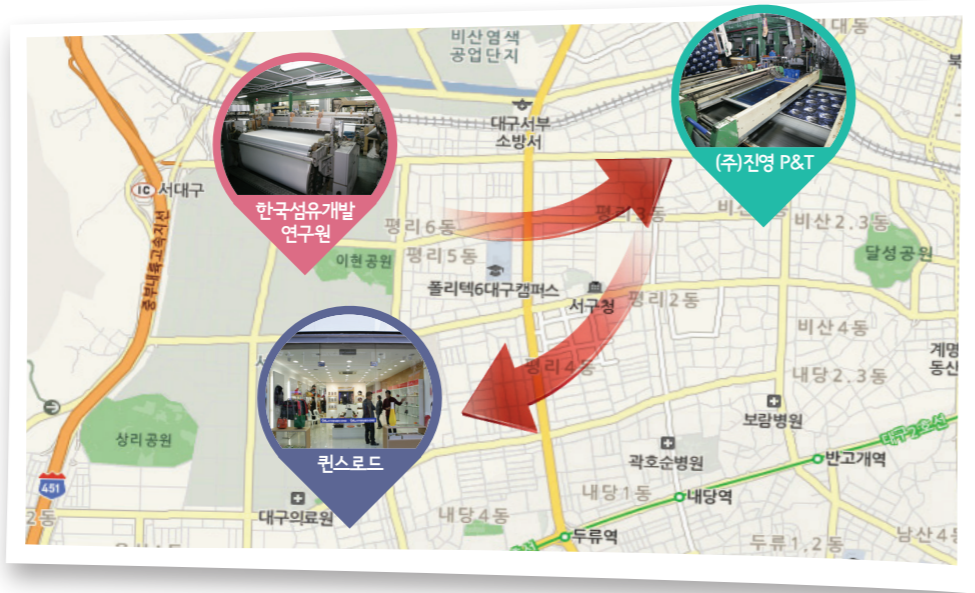 비산염색
공업단지
대구서부
소방서
(주)진영 P&T
IC 서대구
한국섬유개발
연구원
평리6동
평리3동
비산2.3동
달성공원
중부내륙고속지선
이현공원
평리5동
폴리텍6대구캠퍼스
서구청
평리2동
비산4동
계명
동산
평리4동
내당2.3동
보람병원
상리공원
퀸스로드
곽호순병원
대구2호선
반고개역
451
내당1동
내당역
2동
대구의료원
내당4동
두류역
두류1.2동
남산4동